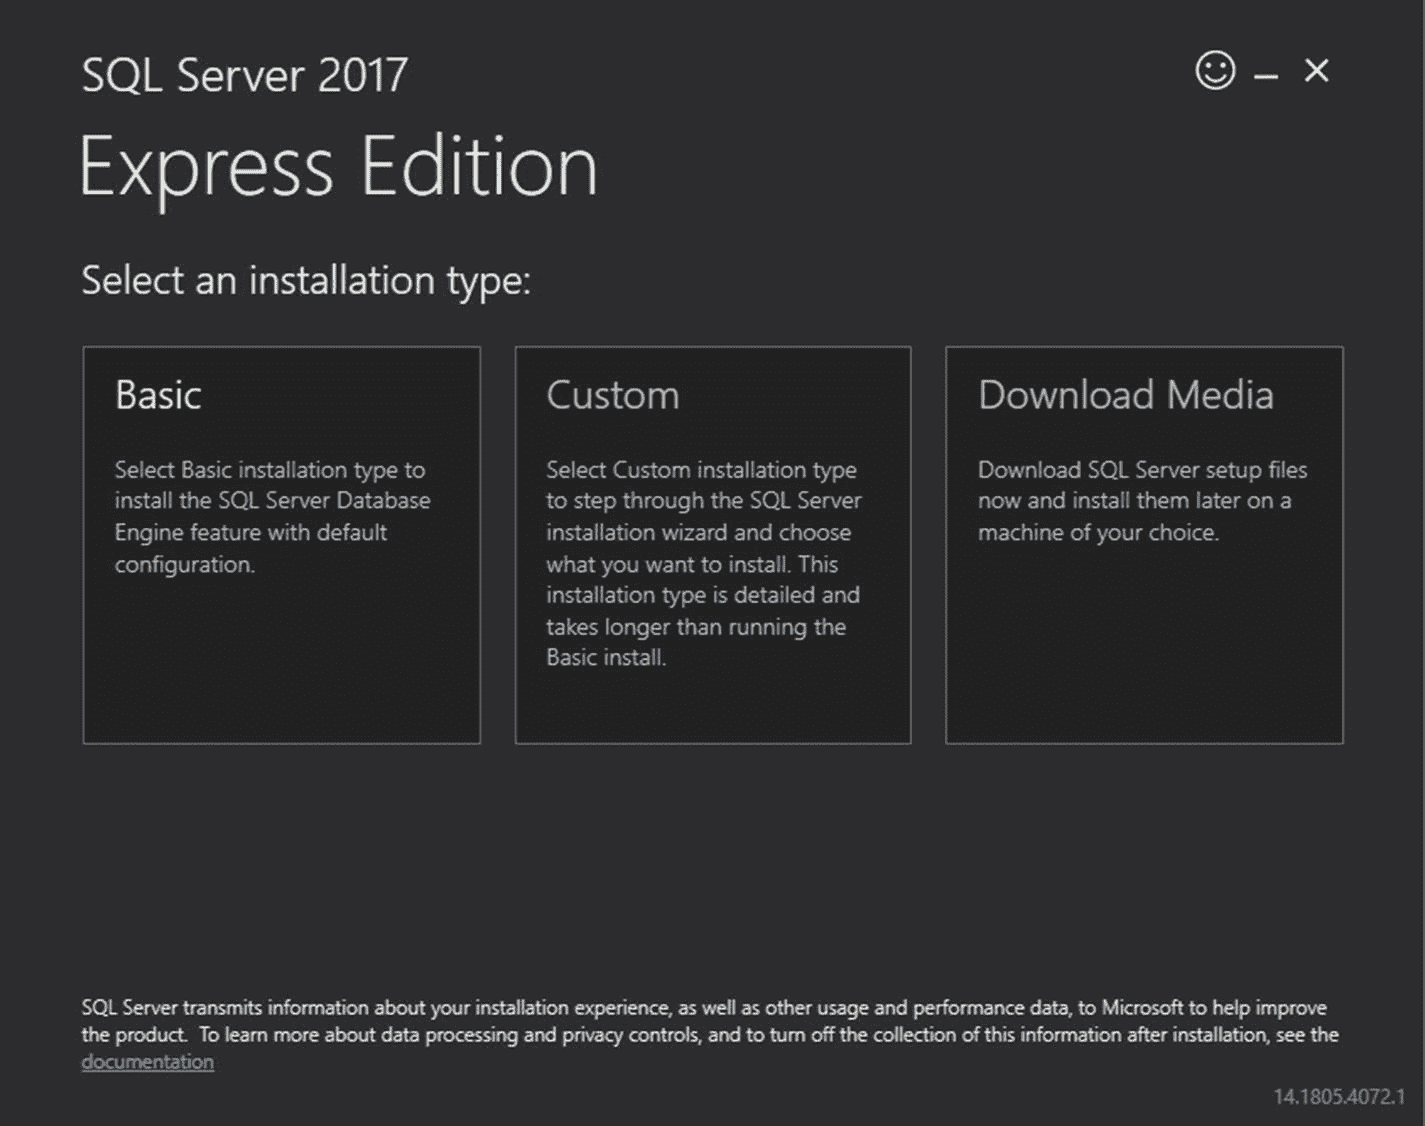 SQL Server 2017
Express Edition
Select an installation type:
Basic
Select Basic installation type to
install the SQL Server Database
Engine feature with default
configuration.
Custom
Select Custom installation type
to step through the SQL Server
installation wizard and choose
what you want to install. This
installation type is detailed and
takes longer than running the
Basic install.
Download Media
Download SQL Server setup files
now and install them later on a
machine of your choice.
SQL Server transmits information about your installation experience, as well as other usage and performance data, to Microsoft to help improve
the product.  To learn more about data processing and privacy controls, and to turn off the collection of this information after installation, see the
documentation
14.1805.4072.1